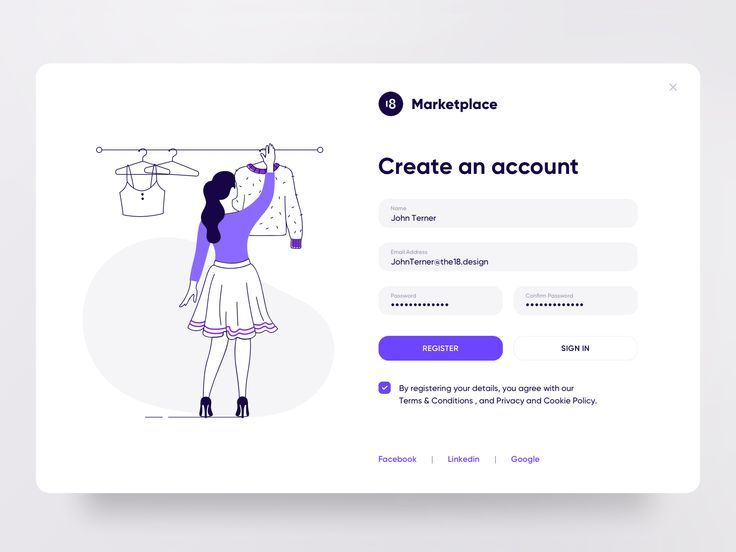 18 Marketplace
Create an account
Name
John Terner
Email Address
JohnTerner@the18.design
Password Confirm Password
••••••••••••• •••••••••••••
REGISTER SIGN IN
By registering your details, you agree with our
Terms & Conditions , and Privacy and Cookie Policy.
Facebook | Linkedin | Google